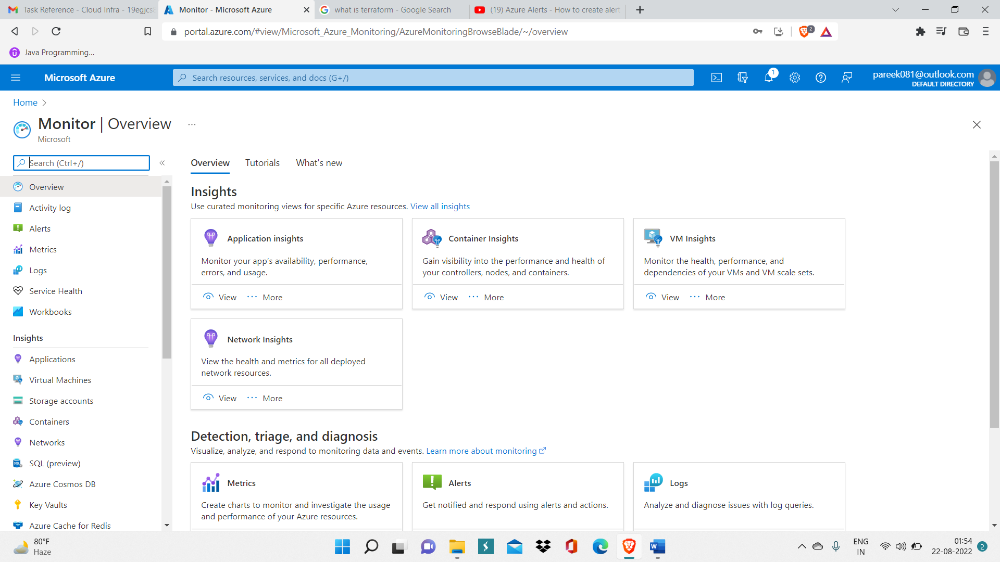 Task Reference - Cloud Infra - 19egjcs
Monitor - Microsoft Azure
what is terraform - Google Search
(19) Azure Alerts - How to create alert
portal.azure.com/#view/Microsoft_Azure_Monitoring/AzureMonitoringBrowseBlade/~/overview
2
Java Programming...
Microsoft Azure
Search resources, services, and docs (G+/)
1
pareek081@outlook.com
DEFAULT DIRECTORY
Home
Monitor | Overview
...
Microsoft
Search (Ctrl+/)
«
Overview
Activity log
Alerts
Metrics
Logs
Service Health
Workbooks
Insights
Applications
Virtual Machines
Storage accounts
Containers
Networks
SQL (preview)
Azure Cosmos DB
Key Vaults
Azure Cache for Redis
Overview
Tutorials
What's new
Insights
Use curated monitoring views for specific Azure resources. View all insights
Application insights
Monitor your app's availability, performance,
errors, and usage.
View
... More
Container Insights
Gain visibility into the performance and health of
your controllers, nodes, and containers.
View
... More
VM Insights
Monitor the health, performance, and
dependencies of your VMs and VM scale sets.
View
... More
Network Insights
View the health and metrics for all deployed
network resources.
View
... More
Detection, triage, and diagnosis
Visualize, analyze, and respond to monitoring data and events. Learn more about monitoring
Metrics
Create charts to monitor and investigate the usage
and performance of your Azure resources.
Alerts
Get notified and respond using alerts and actions.
Logs
Analyze and diagnose issues with log queries.
80°F
Haze
ENG
IN
01:54
22-08-2022
2